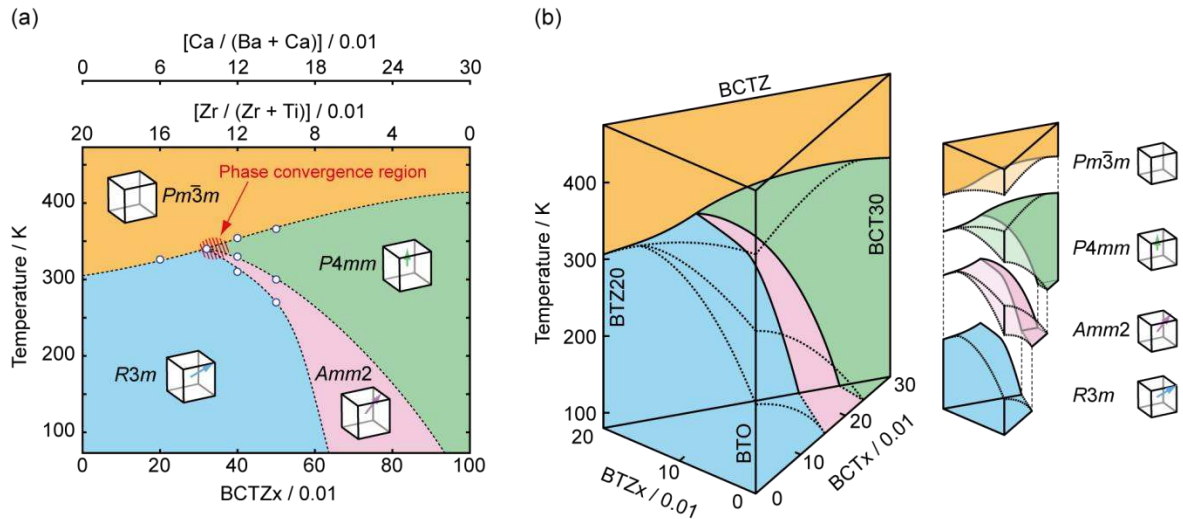 (a)
[Ca / (Ba + Ca)] / 0.01
0 6 12 18 24 30
[Zr / (Zr + Ti)] / 0.01
20 16 12 8 4 0
Phase convergence region
Pm3̅m
P4mm
R3m
Amm2
Temperature / K
400
300
200
100
0 20 40 60 80 100
BCTZx / 0.01
(b)
BCTZ
BTZ20
BCT30
BTO
Temperature / K
400
300
200
100
20
10
0
BTZx / 0.01
0
10
20
30
BCTx / 0.01
Pm3̅m
P4mm
Amm2
R3m